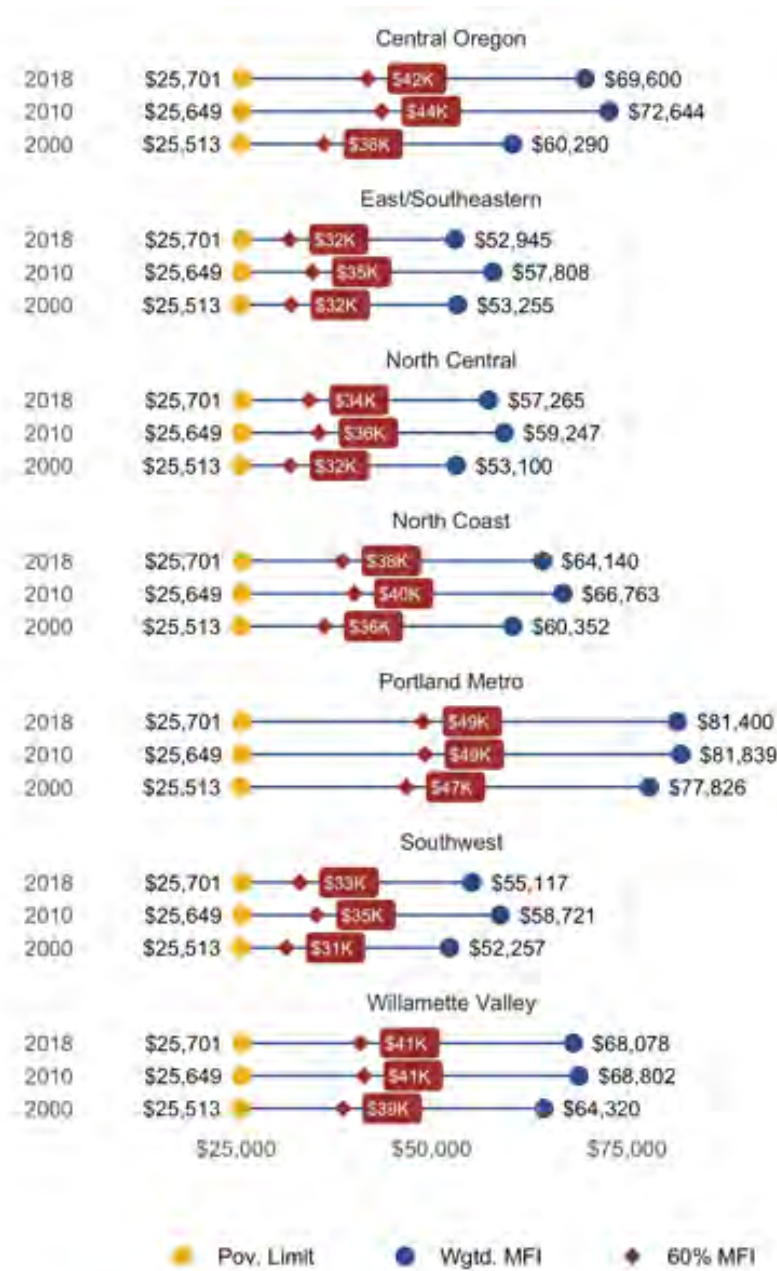 Central Oregon
2018 $25,701 $42K $69,600
2010 $25,649 $44K $72,644
2000 $25,513 $36K $60,290
East/Southeastern
2018 $25,701 $32K $52,945
2010 $25,649 $35K $57,808
2000 $25,513 $32K $53,255
North Central
2018 $25,701 $34K $57,265
2010 $25,649 $36K $59,247
2000 $25,513 $32K $53,100
North Coast
2018 $25,701 $38K $64,140
2010 $25,649 $40K $66,763
2000 $25,513 $36K $60,352
Portland Metro
2018 $25,701 $49K $81,400
2010 $25,649 $49K $81,839
2000 $25,513 $47K $77,826
Southwest
2018 $25,701 $33K $55,117
2010 $25,649 $35K $58,721
2000 $25,513 $31K $52,257
Willamette Valley
2018 $25,701 $41K $68,078
2010 $25,649 $41K $68,802
2000 $25,513 $39K $64,320
$25,000 $50,000 $75,000
Pov. Limit Wgtd. MFI 60% MFI